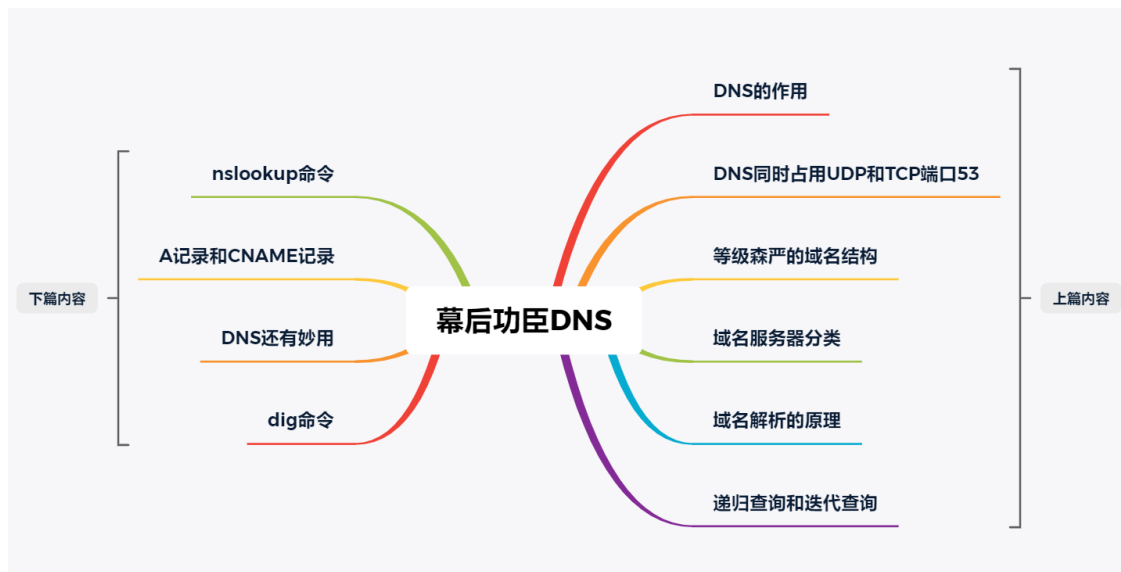 幕后功臣DNS
DNS的作用
DNS同时占用UDP和TCP端口53
等级森严的域名结构
域名服务器分类
域名解析的原理
递归查询和迭代查询
上篇内容
nslookup命令
A记录和CNAME记录
DNS还有妙用
dig命令
下篇内容